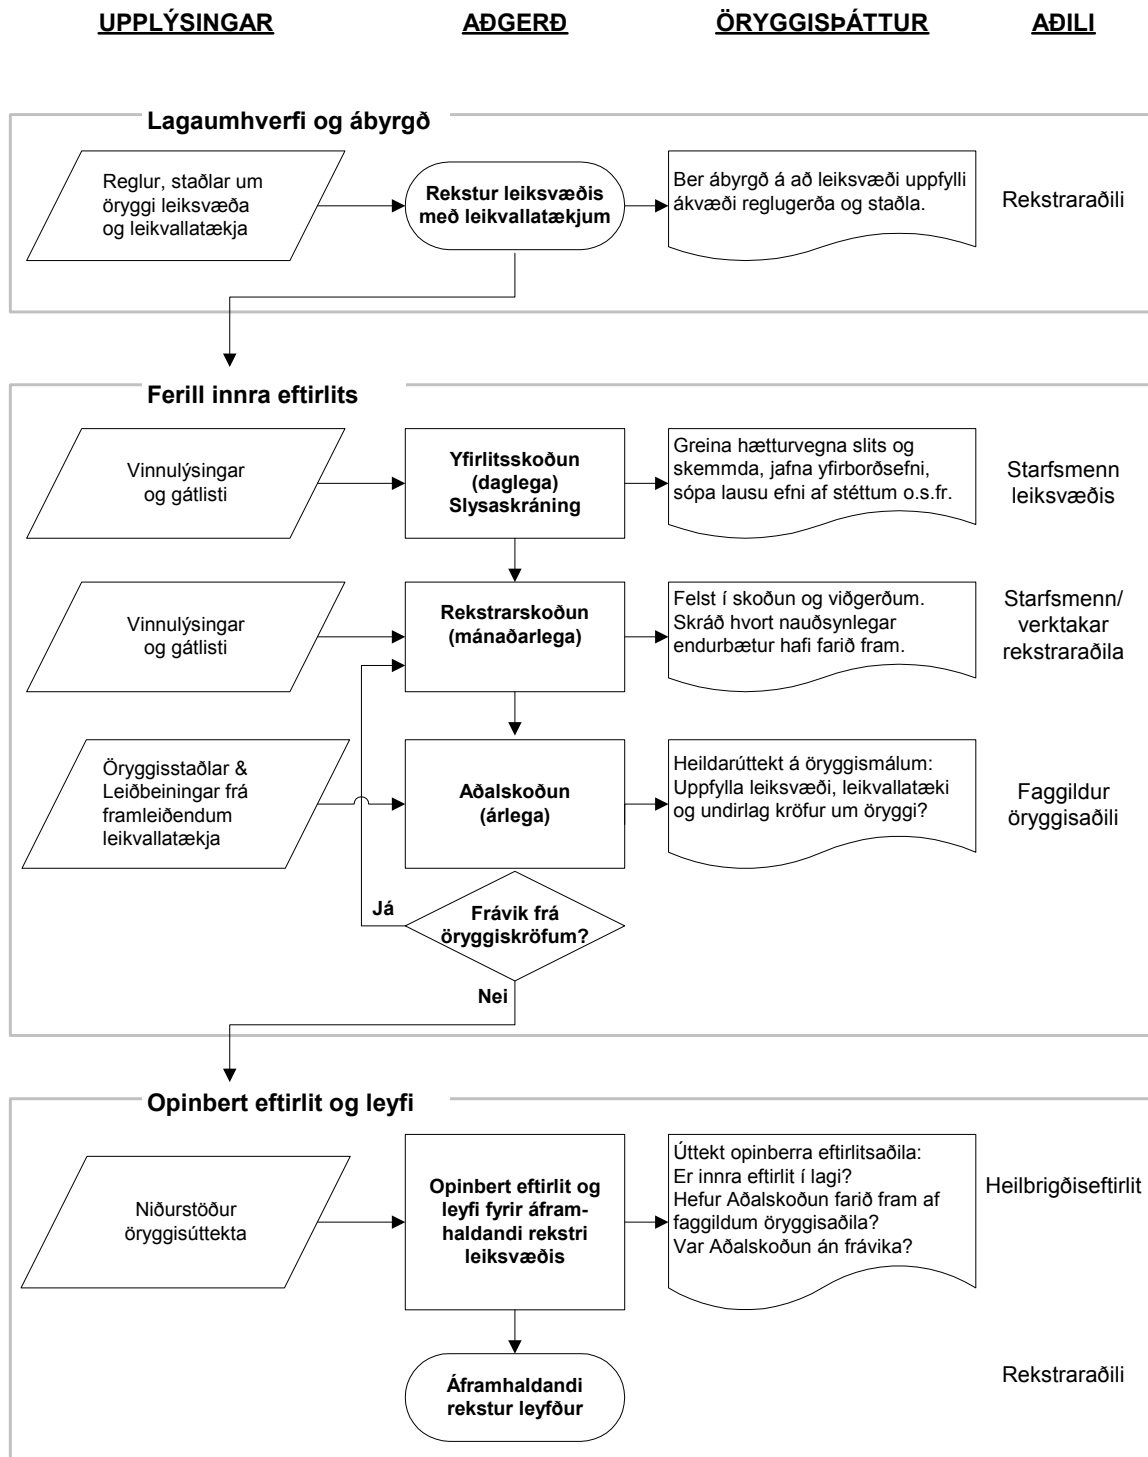 UPPLÝSINGAR
AÐGERÐ
ÖRYGGISÞÁTTUR
AÐILI
Lagaumhverfi og ábyrgð
Reglur, staðlar um
öryggi leiksvæða
og leikvallatækja
Rekstur leiksvæðis
með leikvallatækjum
Ber ábyrgð á að leiksvæði uppfylli
ákvæði reglugerða og staðla.
Rekstraraðili
Ferill innra eftirlits
Vinnulýsingar
og gátlisti
Yfirlitsskoðun
(daglega)
Slysaskráning
Greina hætturvegna slits og
skemmda, jafna yfirborðsefni,
sópa lausu efni af stéttum o.s.fr.
Starfsmenn
leiksvæðis
Vinnulýsingar
og gátlisti
Rekstrarskoðun
(mánaðarlega)
Felst í skoðun og viðgerðum.
Skráð hvort nauðsynlegar
endurbætur hafi farið fram.
Starfsmenn/
verktakar
rekstraraðila
Öryggisstaðlar &
Leiðbeiningar frá
framleiðendum
leikvallatækja
Aðalskoðun
(árlega)
Heildarúttekt á öryggismálum:
Uppfylla leiksvæði, leikvallatæki
og undirlag kröfur um öryggi?
Faggildur
öryggisaðili
Já
Frávik frá
öryggiskröfum?
Nei
Opinbert eftirlit og leyfi
Niðurstöður
öryggisúttekta
Opinbert eftirlit og
leyfi fyrir áfram-
haldandi rekstri
leiksvæðis
Úttekt opinberra eftirlitsaðila:
Er innra eftirlit í lagi?
Hefur Aðalskoðun farið fram af
faggildum öryggisaðila?
Var Aðalskoðun án frávika?
Heilbrigðiseftirlit
Áframhaldandi
rekstur leyfður
Rekstraraðili